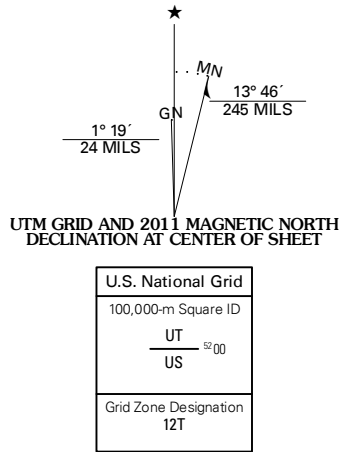 ★
MN
GN
13° 46´
245 MILS
1° 19´
24 MILS
UTM GRID AND 2011 MAGNETIC NORTH
DECLINATION AT CENTER OF SHEET
U.S. National Grid
100,000-m Square ID
UT
5200
US
Grid Zone Designation
12T